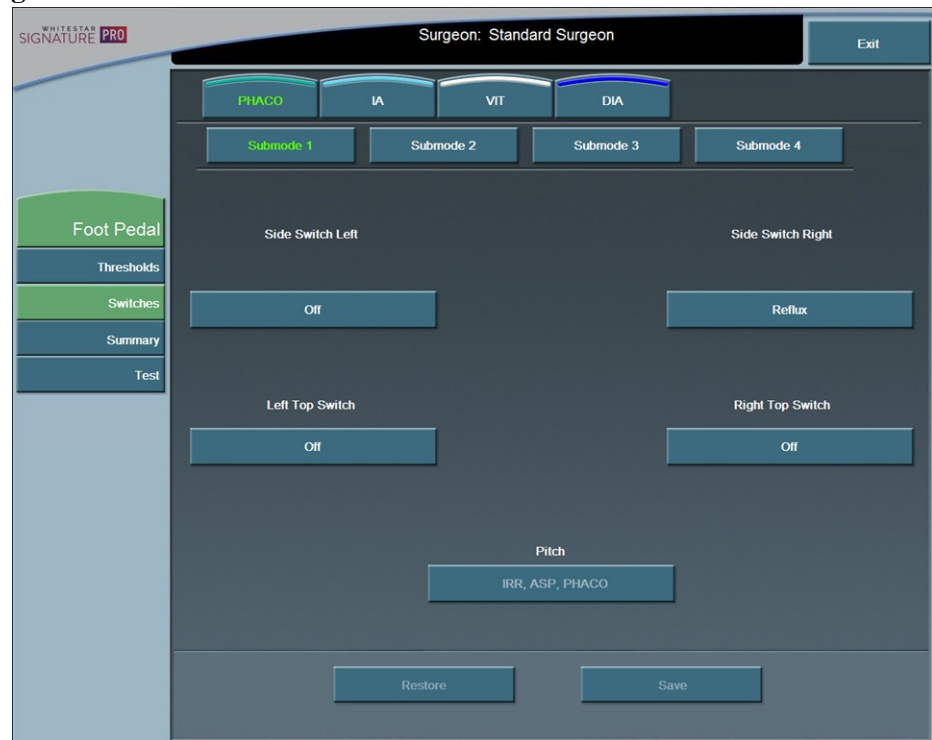 WHITESTAR
SIGNATURE PRO
Surgeon: Standard Surgeon
Exit
PHACO IA VIT DIA
Submode 1 Submode 2 Submode 3 Submode 4
Foot Pedal
Thresholds
Switches
Summary
Test
Side Switch Left Side Switch Right
Off Reflux
Left Top Switch Right Top Switch
Off Off
Pitch
IRR, ASP, PHACO
Restore Save